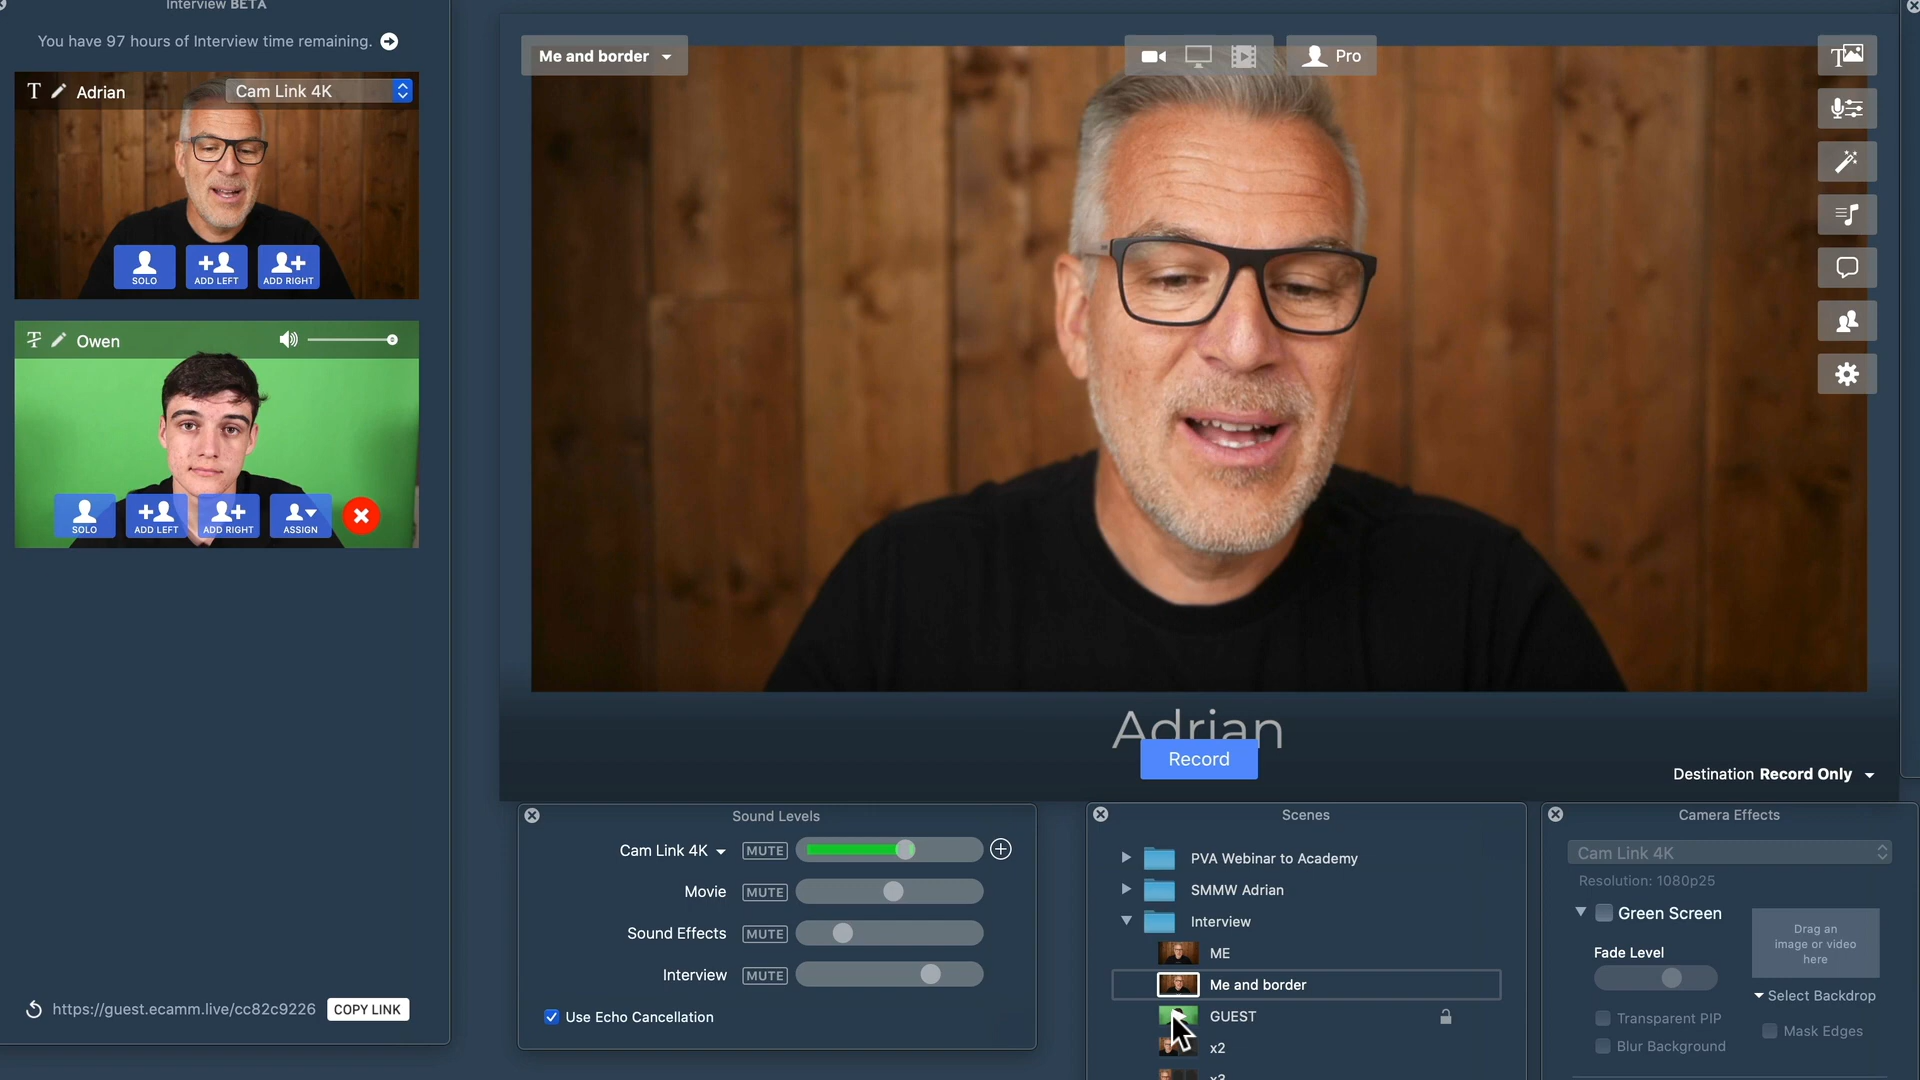 Interview BETA
You have 97 hours of Interview time remaining.
T Adrian
Cam Link 4K
SOLO
ADD LEFT
ADD RIGHT
T Owen
SOLO
ADD LEFT
ADD RIGHT
ASSIGN
https://guest.ecamm.live/cc82c9226
COPY LINK
Me and border
Pro
T
Adrian
Record
Destination Record Only
Sound Levels
Cam Link 4K
MUTE
Movie
MUTE
Sound Effects
MUTE
Interview
MUTE
Use Echo Cancellation
Scenes
PVA Webinar to Academy
SMMW Adrian
Interview
ME
Me and border
GUEST
x2
x3
Camera Effects
Cam Link 4K
Resolution: 1080p25
Green Screen
Fade Level
Drag an
image or video
here
Select Backdrop
Transparent PIP
Mask Edges
Blur Background